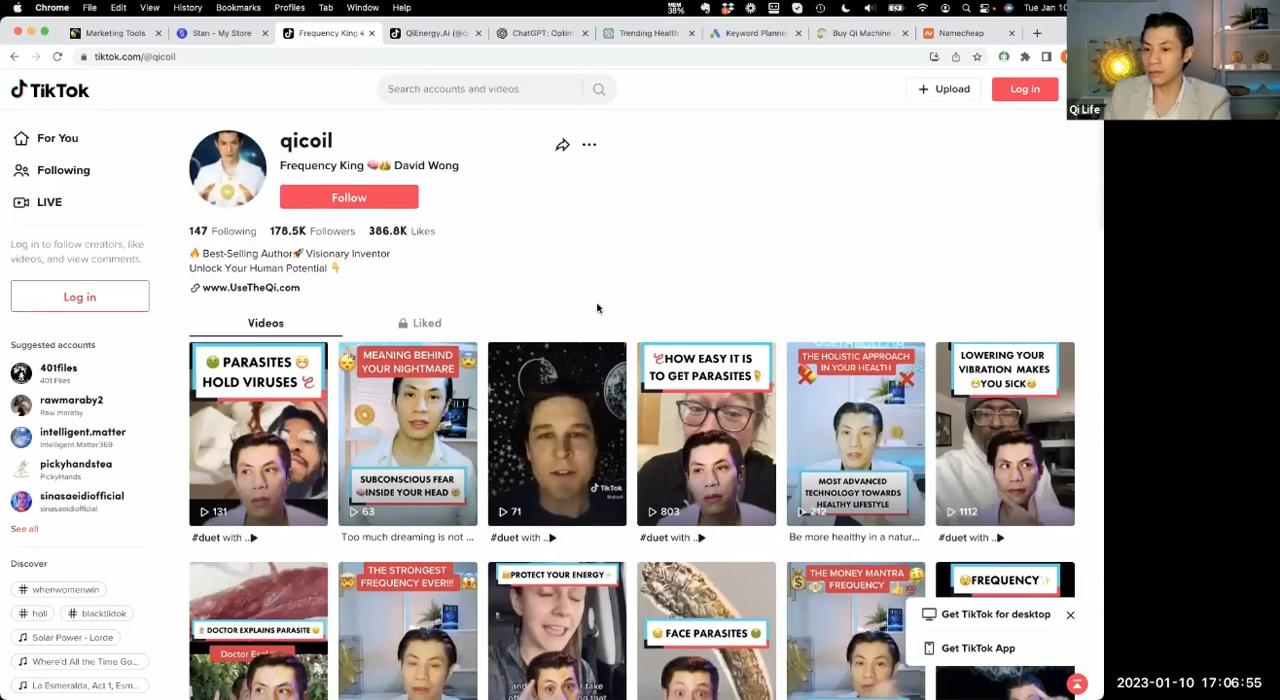 Chrome File Edit View History Bookmarks Profiles Tab Window Help MEM 38% Tue Jan 10
Marketing Tools Stan - My Store Frequency King QiEnergy.Ai (@q ChatGPT: Optim Trending Health Keyword Planne Buy Qi Machine Namecheap
tiktok.com/@qicoil
TikTok Search accounts and videos Upload Log in
Qi Life
For You
Following
LIVE
Log in to follow creators, like
videos, and view comments.
Log in
Suggested accounts
401files
401 Files
rawmaraby2
Raw maraby
intelligent.matter
Intelligent.Matter369
pickyhandstea
PickyHands
sinasaeidiofficial
sinasaeidiofficial
See all
Discover
# whenwomenwin
# holi # blacktiktok
Solar Power - Lorde
Where'd All the Time Go...
La Esmeralda, Act 1, Esm...
qicoil
Frequency King 🧠👑 David Wong
Follow
147 Following 178.5K Followers 386.8K Likes
🔥 Best-Selling Author🚀 Visionary Inventor
Unlock Your Human Potential 👇
www.UseTheQi.com
Videos Liked
PARASITES
HOLD VIRUSES
131
#duet with ..
MEANING BEHIND
YOUR NIGHTMARE
SUBCONSCIOUS FEAR
INSIDE YOUR HEAD
63
Too much dreaming is not ...
TikTok
71
#duet with ..
HOW EASY IT IS
TO GET PARASITES
803
#duet with ..
THE HOLISTIC APPROACH
IN YOUR HEALTH
MOST ADVANCED
TECHNOLOGY TOWARDS
HEALTHY LIFESTYLE
212
Be more healthy in a natur...
LOWERING YOUR
VIBRATION MAKES
YOU SICK
1112
#duet with ..
DOCTOR EXPLAINS PARASITE
THE STRONGEST
FREQUENCY EVER!!!
PROTECT YOUR ENERGY
FACE PARASITES
THE MONEY MANTRA
FREQUENCY
FREQUENCY
Get TikTok for desktop
Get TikTok App
2023-01-10 17:06:55